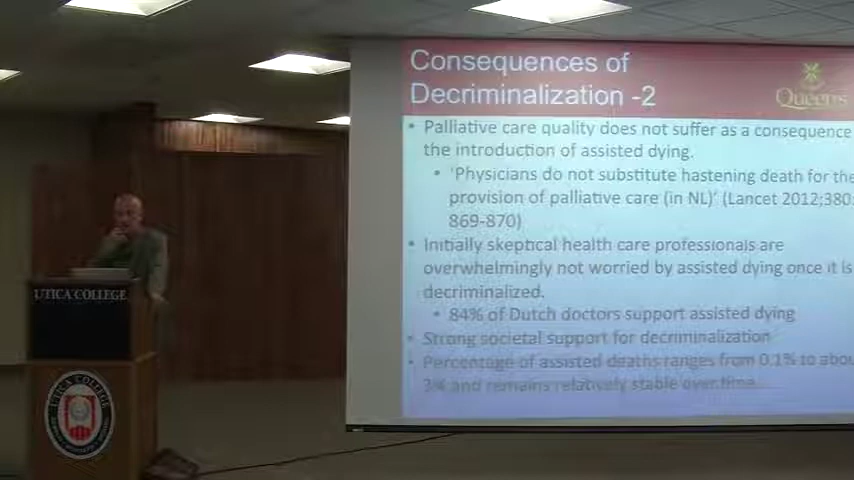 Consequences of
Decriminalization -2
Queen's
• Palliative care quality does not suffer as a consequence
the introduction of assisted dying.
• 'Physicians do not substitute hastening death for the
provision of palliative care (in NL)' (Lancet 2012;380:
869-870)
• Initially skeptical health care professionals are
overwhelmingly not worried by assisted dying once it is
decriminalized.
• 84% of Dutch doctors support assisted dying
• Strong societal support for decriminalization
• Percentage of assisted deaths ranges from 0.1% to abou
3% and remains relatively stable over time.
UTICA COLLEGE
UTICA COLLEGE